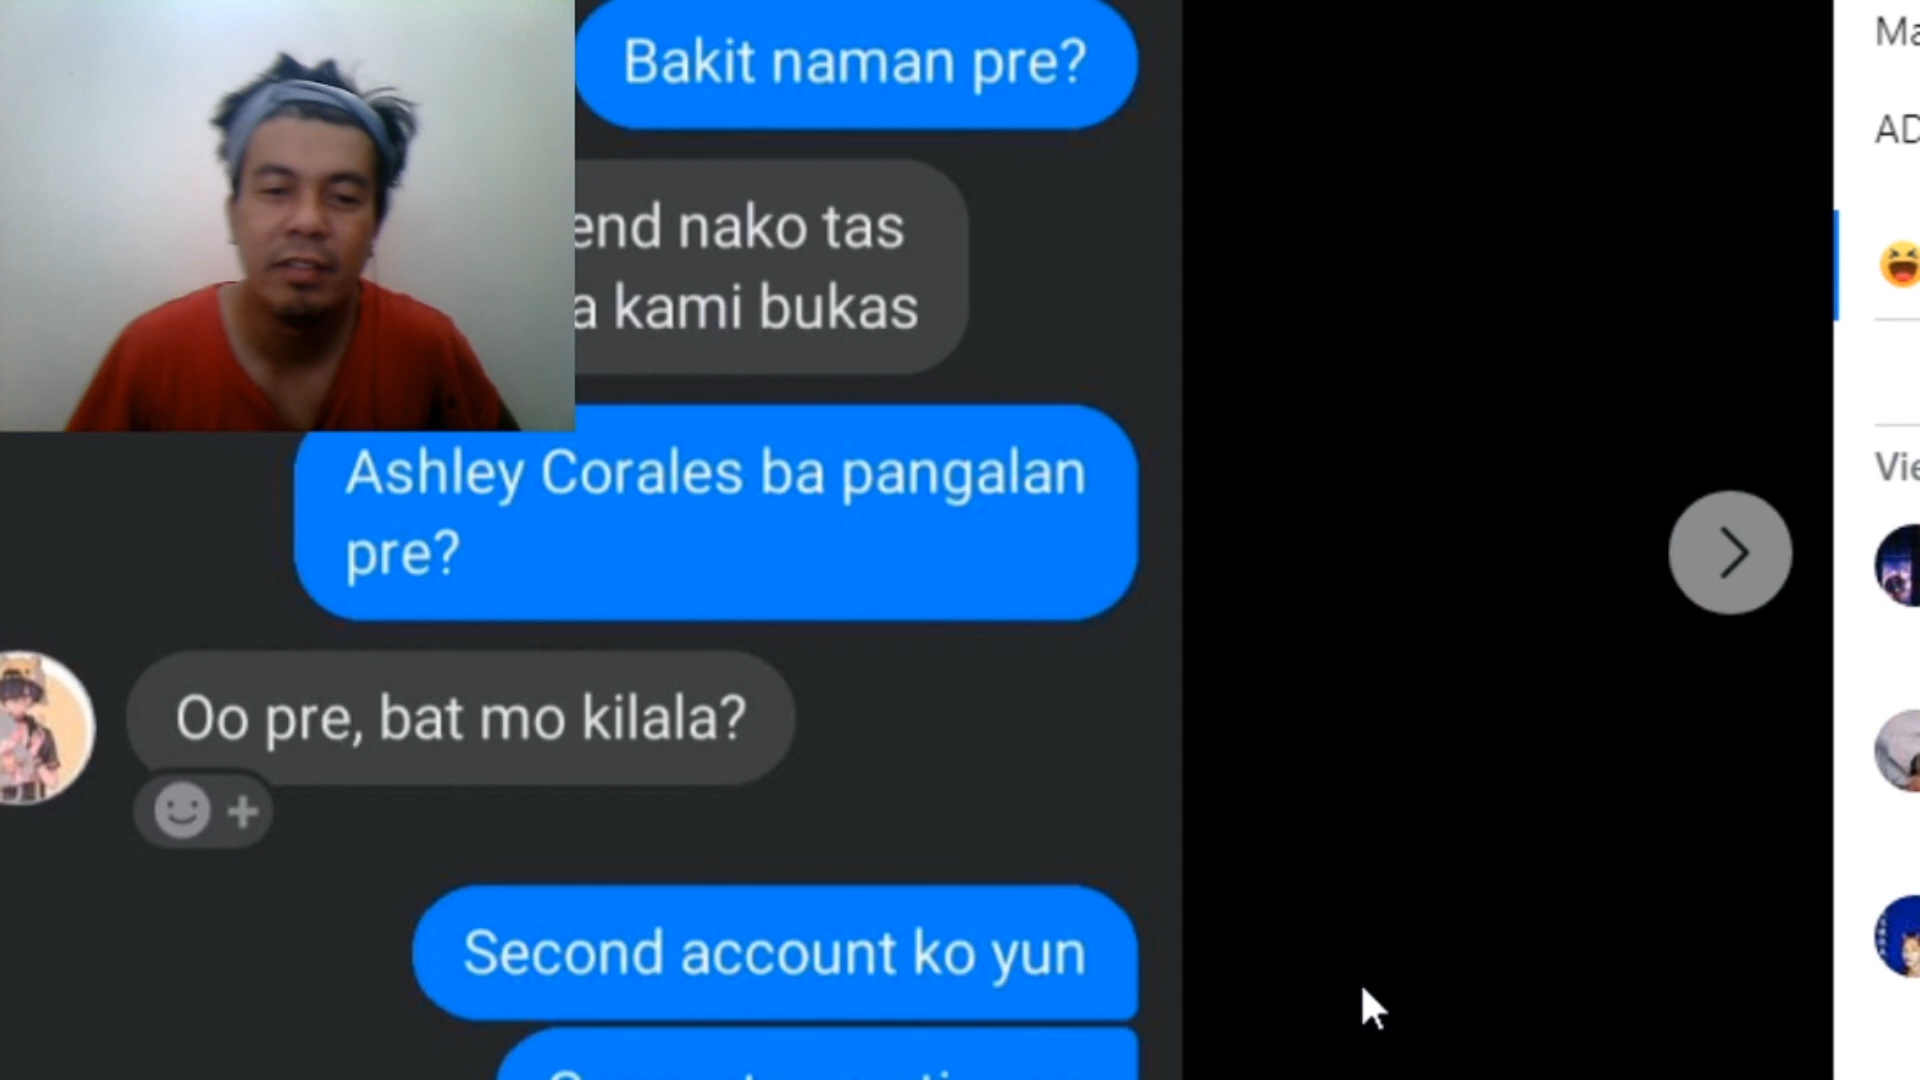 Bakit naman pre?
nako tas
kami bukas
Ashley Corales ba pangalan
pre?
Oo pre, bat mo kilala?
Second account ko yun